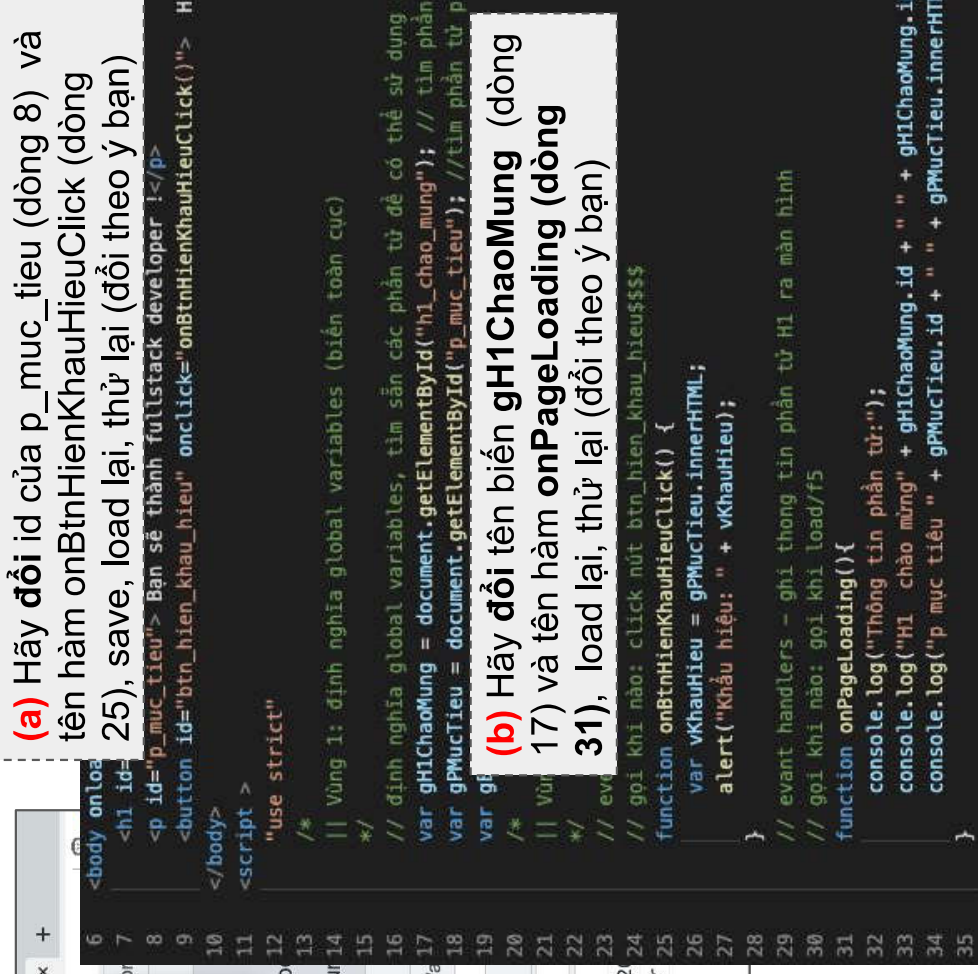 (a) Hãy đổi id của p_muc_tieu (dòng 8) và
tên hàm onBtnHienKhauHieuClick (dòng
25), save, load lại, thử lại (đổi theo ý bạn)
6 <body onloa
7 <h1 id=
8 <p id="p_muc_tieu"> Bạn sẽ thành fullstack developer !</p>
9 <button id="btn_hien_khau_hieu" onclick="onBtnHienKhauHieuClick()"> H
10 </body>
11 <script >
12 "use strict"
13 /*
14 || Vùng 1: định nghĩa global variables (biến toàn cục)
15 */
16 // định nghĩa global variables, tìm sẵn các phần tử để có thể sử dụng
17 var gH1ChaoMung = document.getElementById("h1_chao_mung"); // tìm phần
18 var gPMucTieu = document.getElementById("p_muc_tieu"); //tìm phần tử p
19 var gB
20 /*
21 || Vùn
22 */
23 // eve
24 // gọi khi nào: click nút btn_hien_khau_hieu$$$$
25 function onBtnHienKhauHieuClick() {
26 var vKhauHieu = gPMucTieu.innerHTML;
27 alert("Khẩu hiệu: " + vKhauHieu);
28 }
29 // evant handlers - ghi thong tin phần tử H1 ra màn hình
30 // gọi khi nào: gọi khi load/f5
31 function onPageLoading(){
32 console.log("Thông tin phần tử:");
33 console.log("H1 chào mừng" + gH1ChaoMung.id + " " + gH1ChaoMung.i
34 console.log("p mục tiêu " + gPMucTieu.id + " " + gPMucTieu.innerHT
35 }
(b) Hãy đổi tên biến gH1ChaoMung (dòng
17) và tên hàm onPageLoading (dòng
31), load lại, thử lại (đổi theo ý bạn)